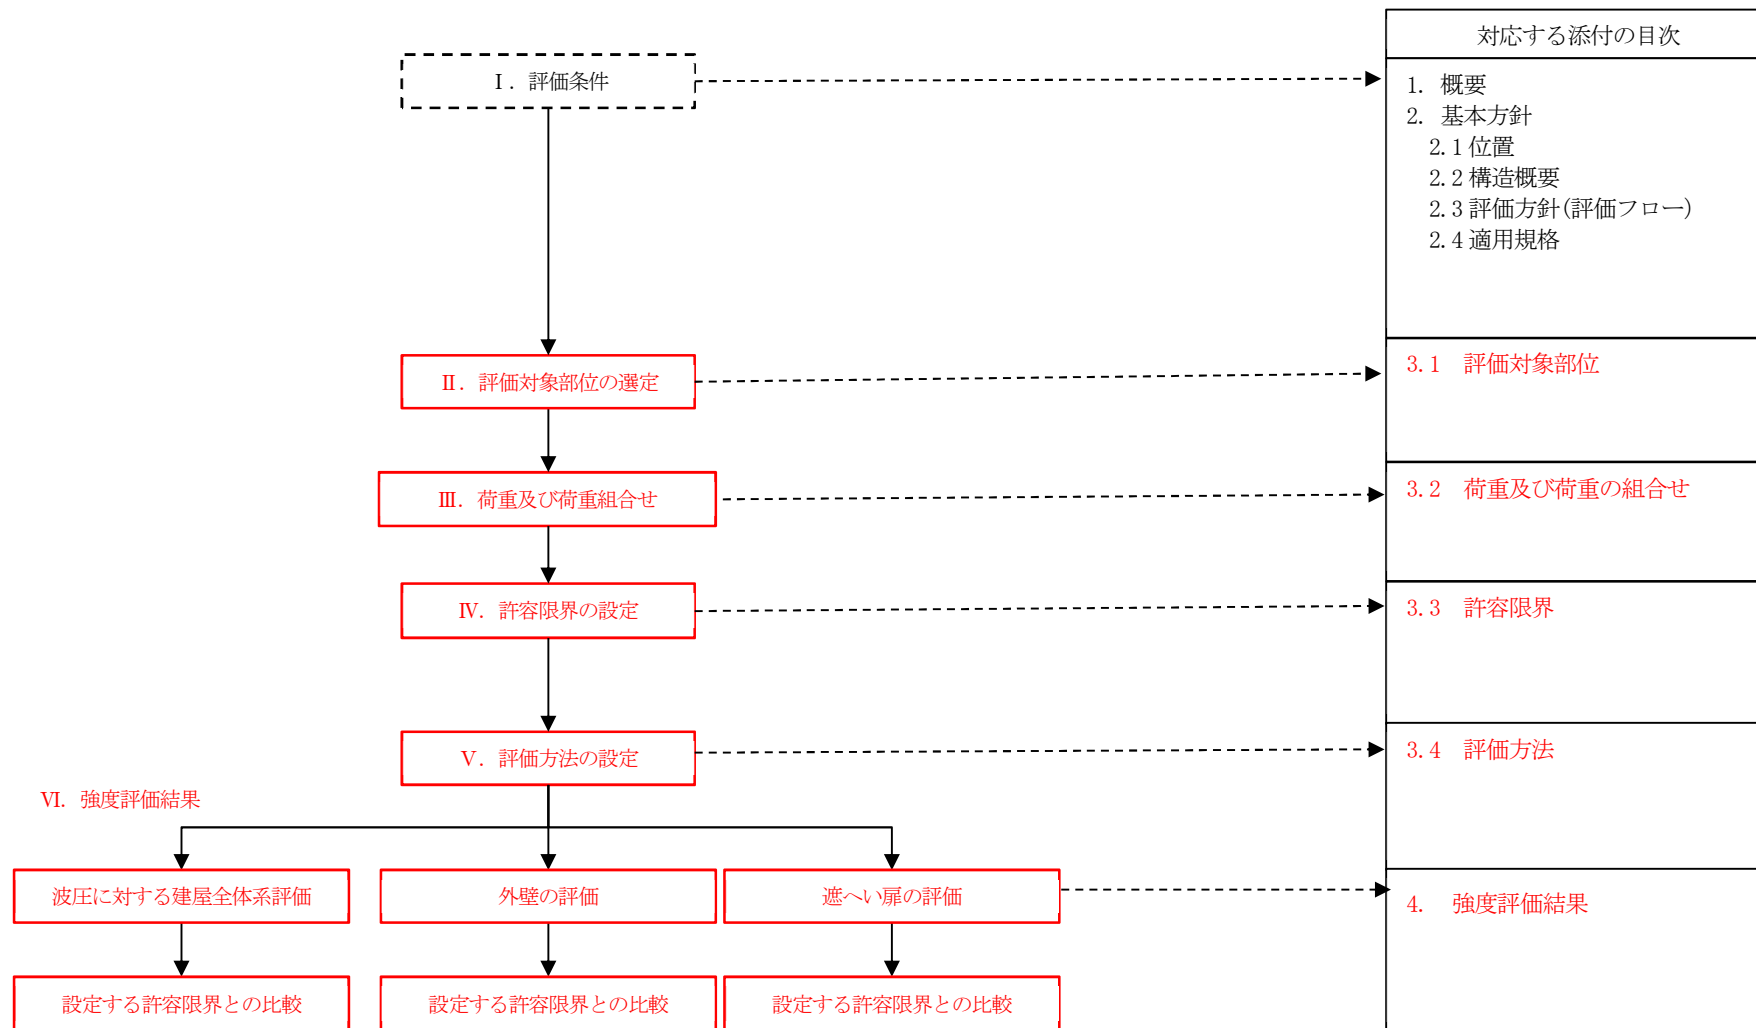 対応する添付の目次
Ⅰ. 評価条件
1. 概要
2. 基本方針
2.1 位置
2.2 構造概要
2.3 評価方針(評価フロー)
2.4 適用規格
Ⅱ. 評価対象部位の選定
3.1 評価対象部位
Ⅲ. 荷重及び荷重組合せ
3.2 荷重及び荷重の組合せ
Ⅳ. 許容限界の設定
3.3 許容限界
Ⅴ. 評価方法の設定
3.4 評価方法
Ⅵ. 強度評価結果
波圧に対する建屋全体系評価
外壁の評価
遮へい扉の評価
4. 強度評価結果
設定する許容限界との比較
設定する許容限界との比較
設定する許容限界との比較